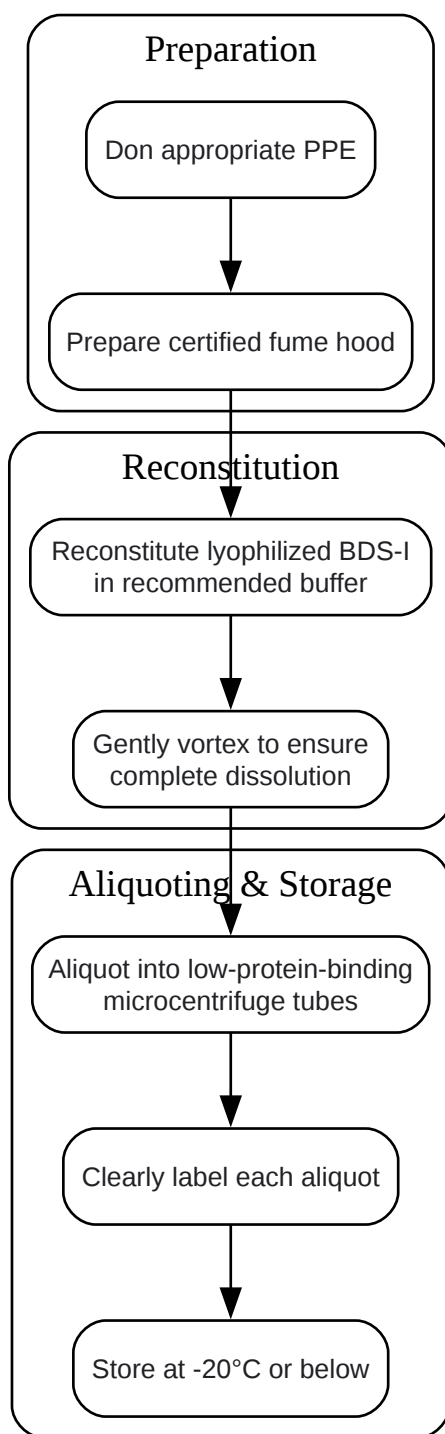 Preparation
Don appropriate PPE
Prepare certified fume hood
Reconstitution
Reconstitute lyophilized BDS-I
in recommended buffer
Gently vortex to ensure
complete dissolution
Aliquoting & Storage
Aliquot into low-protein-binding
microcentrifuge tubes
Clearly label each aliquot
Store at -20°C or below